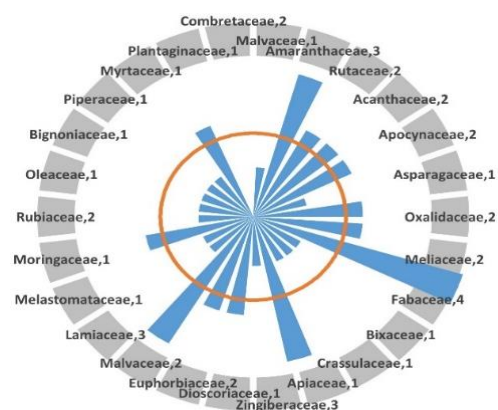 Combretaceae,2
Malvaceae,1
Plantaginaceae,1
Amaranthaceae,3
Myrtaceae,1
Rutaceae,2
Piperaceae,1
Acanthaceae,2
Bignoniaceae,1
Apocynaceae,2
Oleaceae,1
Asparagaceae,1
Rubiaceae,2
Oxalidaceae,2
Moringaceae,1
Meliaceae,2
Melastomataceae,1
Fabaceae,4
Lamiaceae,3
Bixaceae,1
Malvaceae,2
Crassulaceae,1
Euphorbiaceae,2
Apiaceae,1
Dioscoriaceae,1
Zingiberaceae,3